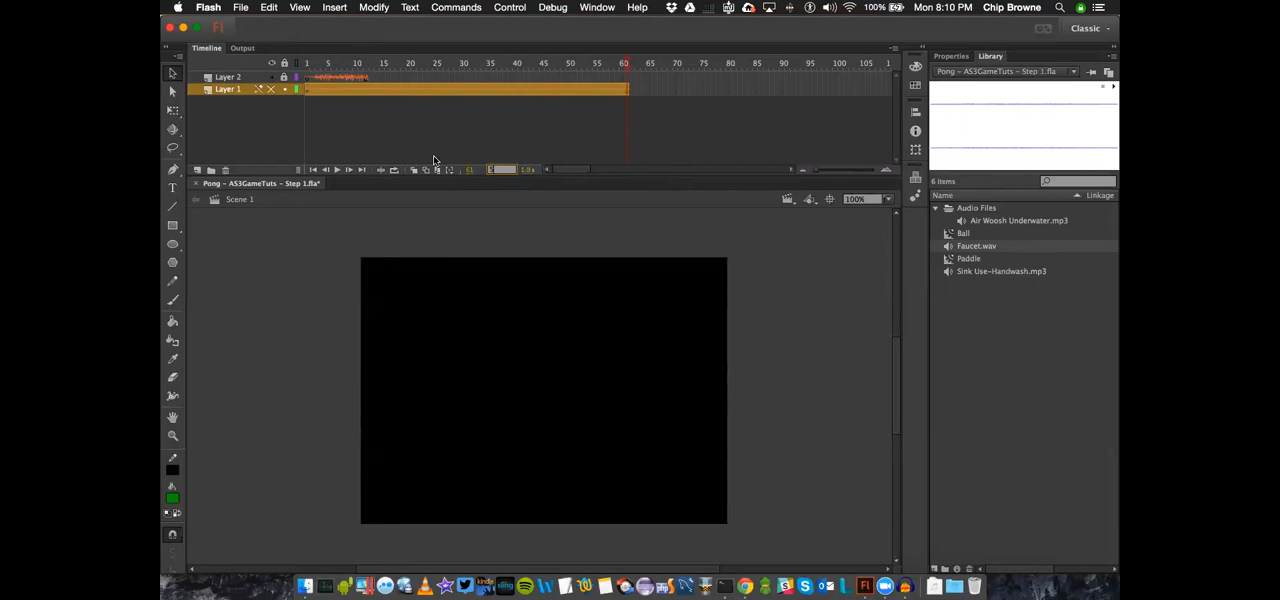 Flash File Edit View Insert Modify Text Commands Control Debug Window Help 100% Mon 8:10 PM Chip Browne
Classic
Timeline Output
Properties Library
1 5 10 15 20 25 30 35 40 45 50 55 60 65 70 75 80 85 90 95 100 105 1
Pong - AS3GameTuts - Step 1.fla
Layer 2
Layer 1
61 1.0s
Pong - AS3GameTuts - Step 1.fla*
6 Items
Scene 1 100%
Name Linkage
Audio Files
Air Woosh Underwater.mp3
Ball
Faucet.wav
Paddle
Sink Use-Handwash.mp3